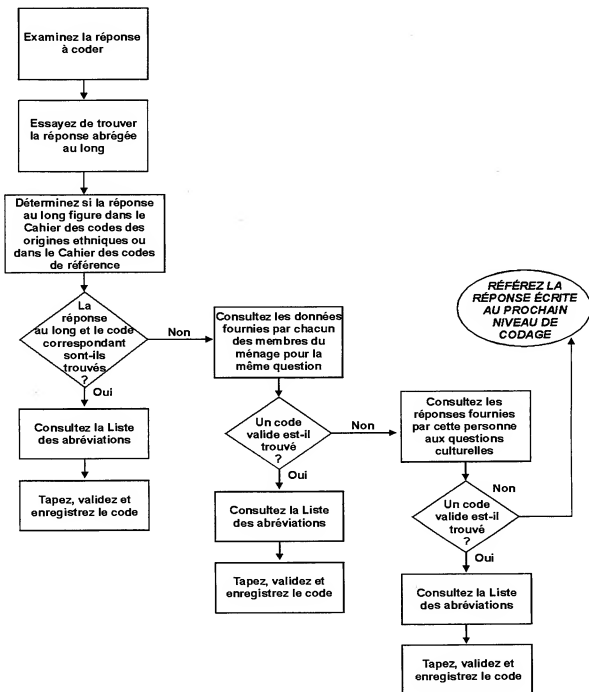 Examinez la réponse
à coder
Essayez de trouver
la réponse abrégée
au long
Déterminez si la réponse
au long figure dans le
Cahier des codes des
origines ethniques ou
dans le Cahier des codes
de référence
La
réponse
au long et le code
correspondant
sont-ils
trouvés
?
Non
Oui
Consultez la Liste
des abréviations
Tapez, validez et
enregistrez le code
Consultez les données
fournies par chacun
des membres du
ménage pour la
même question
Un code
valide est-il
trouvé
?
Non
Oui
Consultez la Liste
des abréviations
Tapez, validez et
enregistrez le code
Consultez les
réponses fournies
par cette personne
aux questions
culturelles
Un code
valide est-il
trouvé
?
Non
Oui
Consultez la Liste
des abréviations
Tapez, validez et
enregistrez le code
RÉFÉREZ LA
RÉPONSE ÉCRITE
AU PROCHAIN
NIVEAU DE
CODAGE